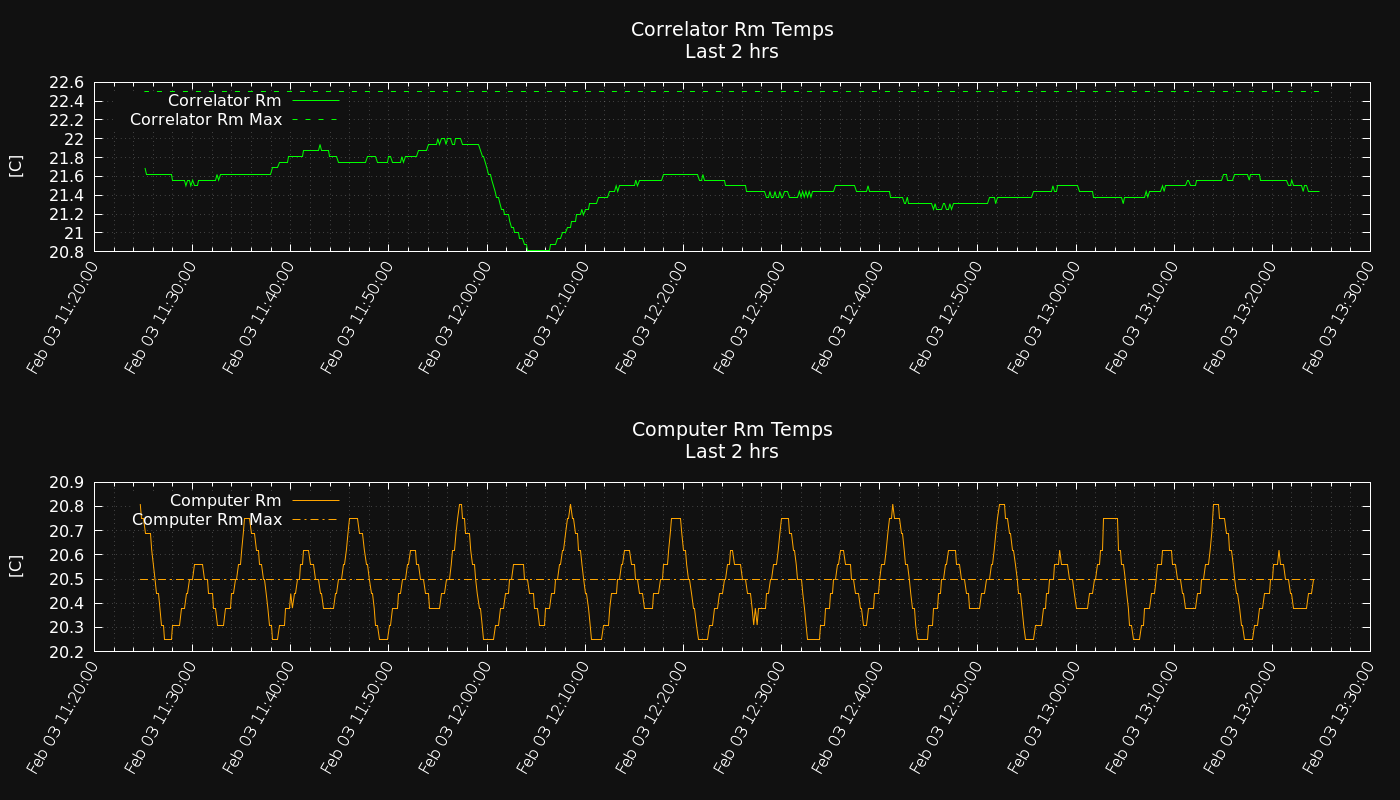 Correlator Rm Temps
Last 2 hrs
22.6
22.4
22.2
22
21.8
21.6
21.4
21.2
21
20.8
[C]
Correlator Rm
Correlator Rm Max
Feb 03 11:20:00
Feb 03 11:30:00
Feb 03 11:40:00
Feb 03 11:50:00
Feb 03 12:00:00
Feb 03 12:10:00
Feb 03 12:20:00
Feb 03 12:30:00
Feb 03 12:40:00
Feb 03 12:50:00
Feb 03 13:00:00
Feb 03 13:10:00
Feb 03 13:20:00
Feb 03 13:30:00
Computer Rm Temps
Last 2 hrs
20.9
20.8
20.7
20.6
20.5
20.4
20.3
20.2
[C]
Computer Rm
Computer Rm Max
Feb 03 11:20:00
Feb 03 11:30:00
Feb 03 11:40:00
Feb 03 11:50:00
Feb 03 12:00:00
Feb 03 12:10:00
Feb 03 12:20:00
Feb 03 12:30:00
Feb 03 12:40:00
Feb 03 12:50:00
Feb 03 13:00:00
Feb 03 13:10:00
Feb 03 13:20:00
Feb 03 13:30:00